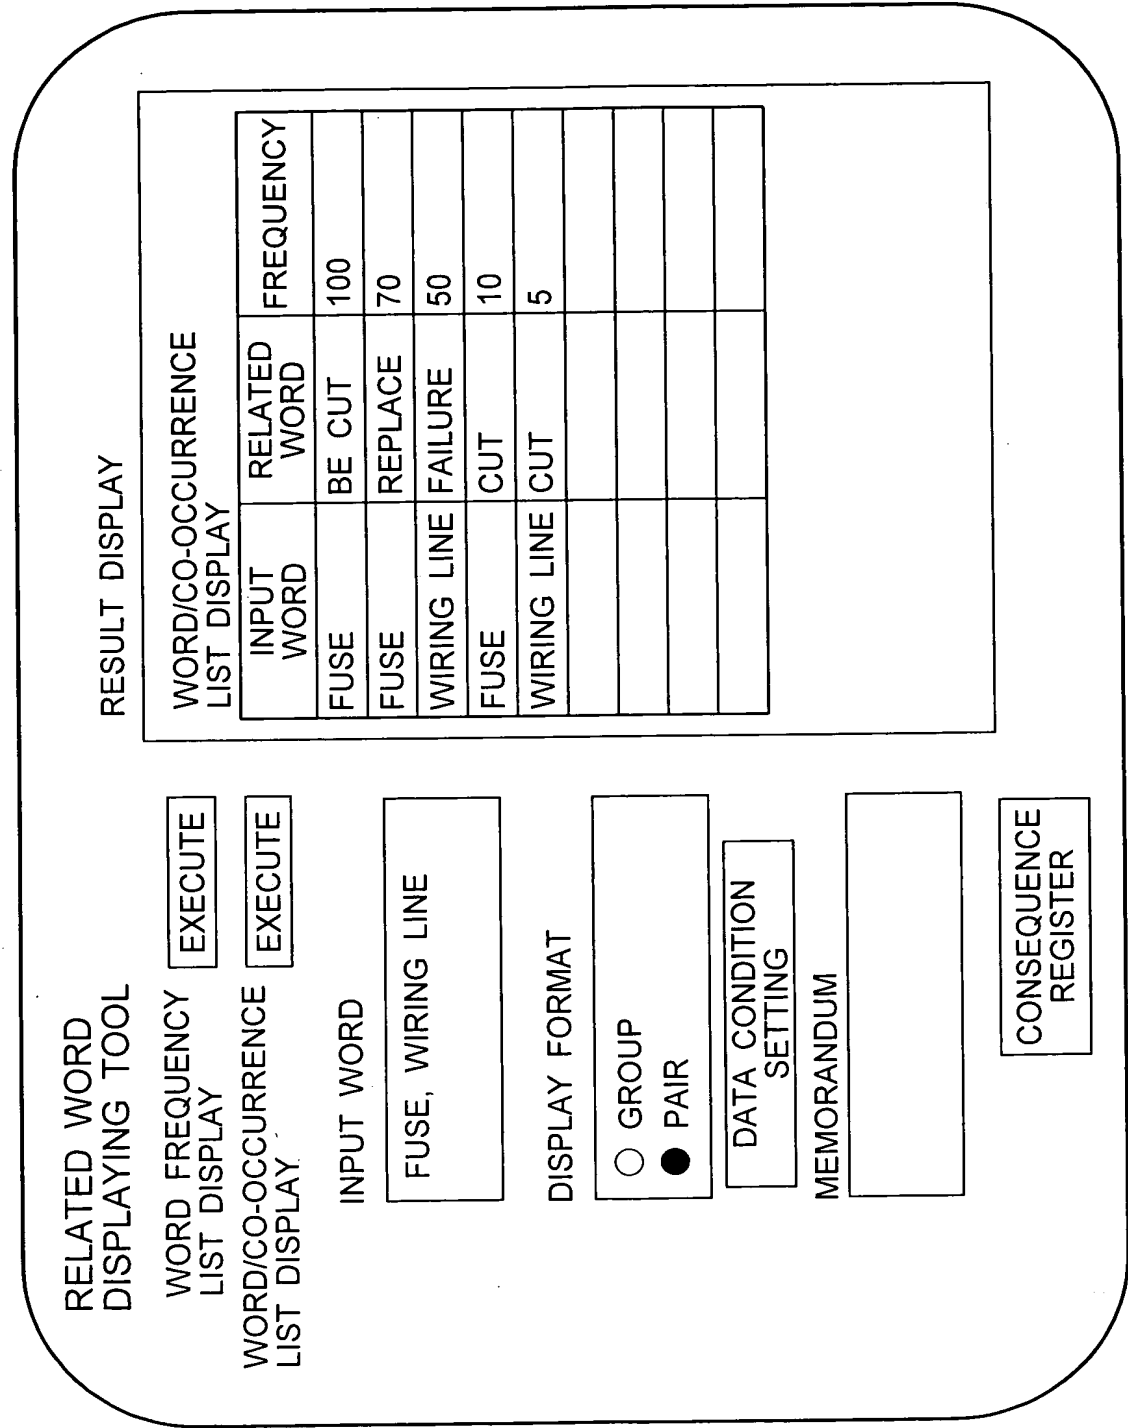 RELATED WORD
DISPLAYING TOOL
WORD FREQUENCY
LIST DISPLAY
EXECUTE
WORD/CO-OCCURRENCE
LIST DISPLAY
EXECUTE
INPUT WORD
FUSE, WIRING LINE
DISPLAY FORMAT
GROUP
PAIR
DATA CONDITION
SETTING
MEMORANDUM
CONSEQUENCE
REGISTER
RESULT DISPLAY
WORD/CO-OCCURRENCE
LIST DISPLAY
INPUT WORD RELATED WORD FREQUENCY
FUSE BE CUT 100
FUSE REPLACE 70
WIRING LINE FAILURE 50
FUSE CUT 10
WIRING LINE CUT 5